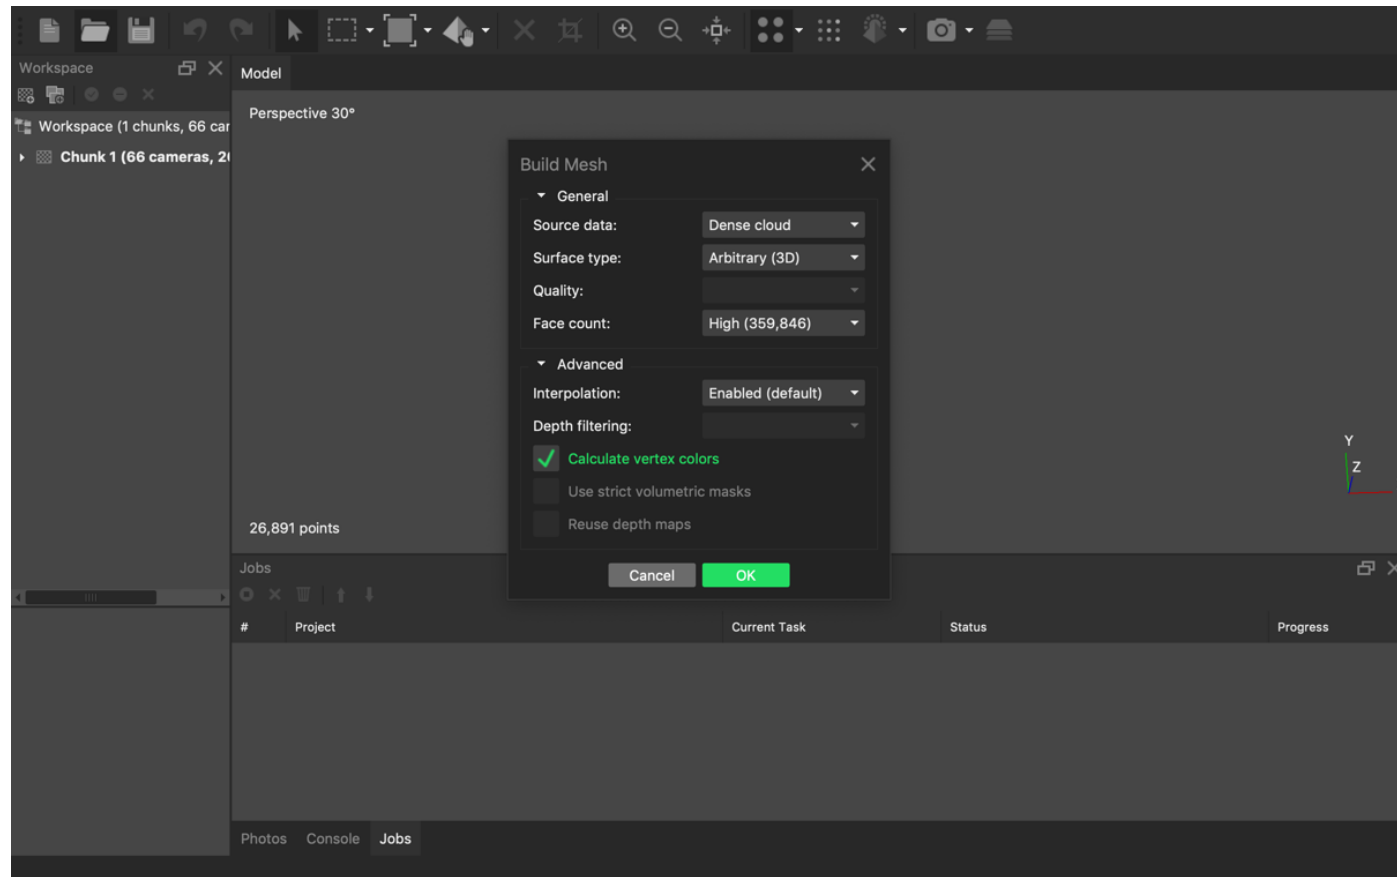 Workspace
Model
Workspace (1 chunks, 66 car
Chunk 1 (66 cameras, 2
Perspective 30°
Build Mesh
General
Source data: Dense cloud
Surface type: Arbitrary (3D)
Quality:
Face count: High (359,846)
Advanced
Interpolation: Enabled (default)
Depth filtering:
Calculate vertex colors
Use strict volumetric masks
Reuse depth maps
Cancel OK
Y
Z
26,891 points
Jobs
# Project Current Task Status Progress
Photos Console Jobs